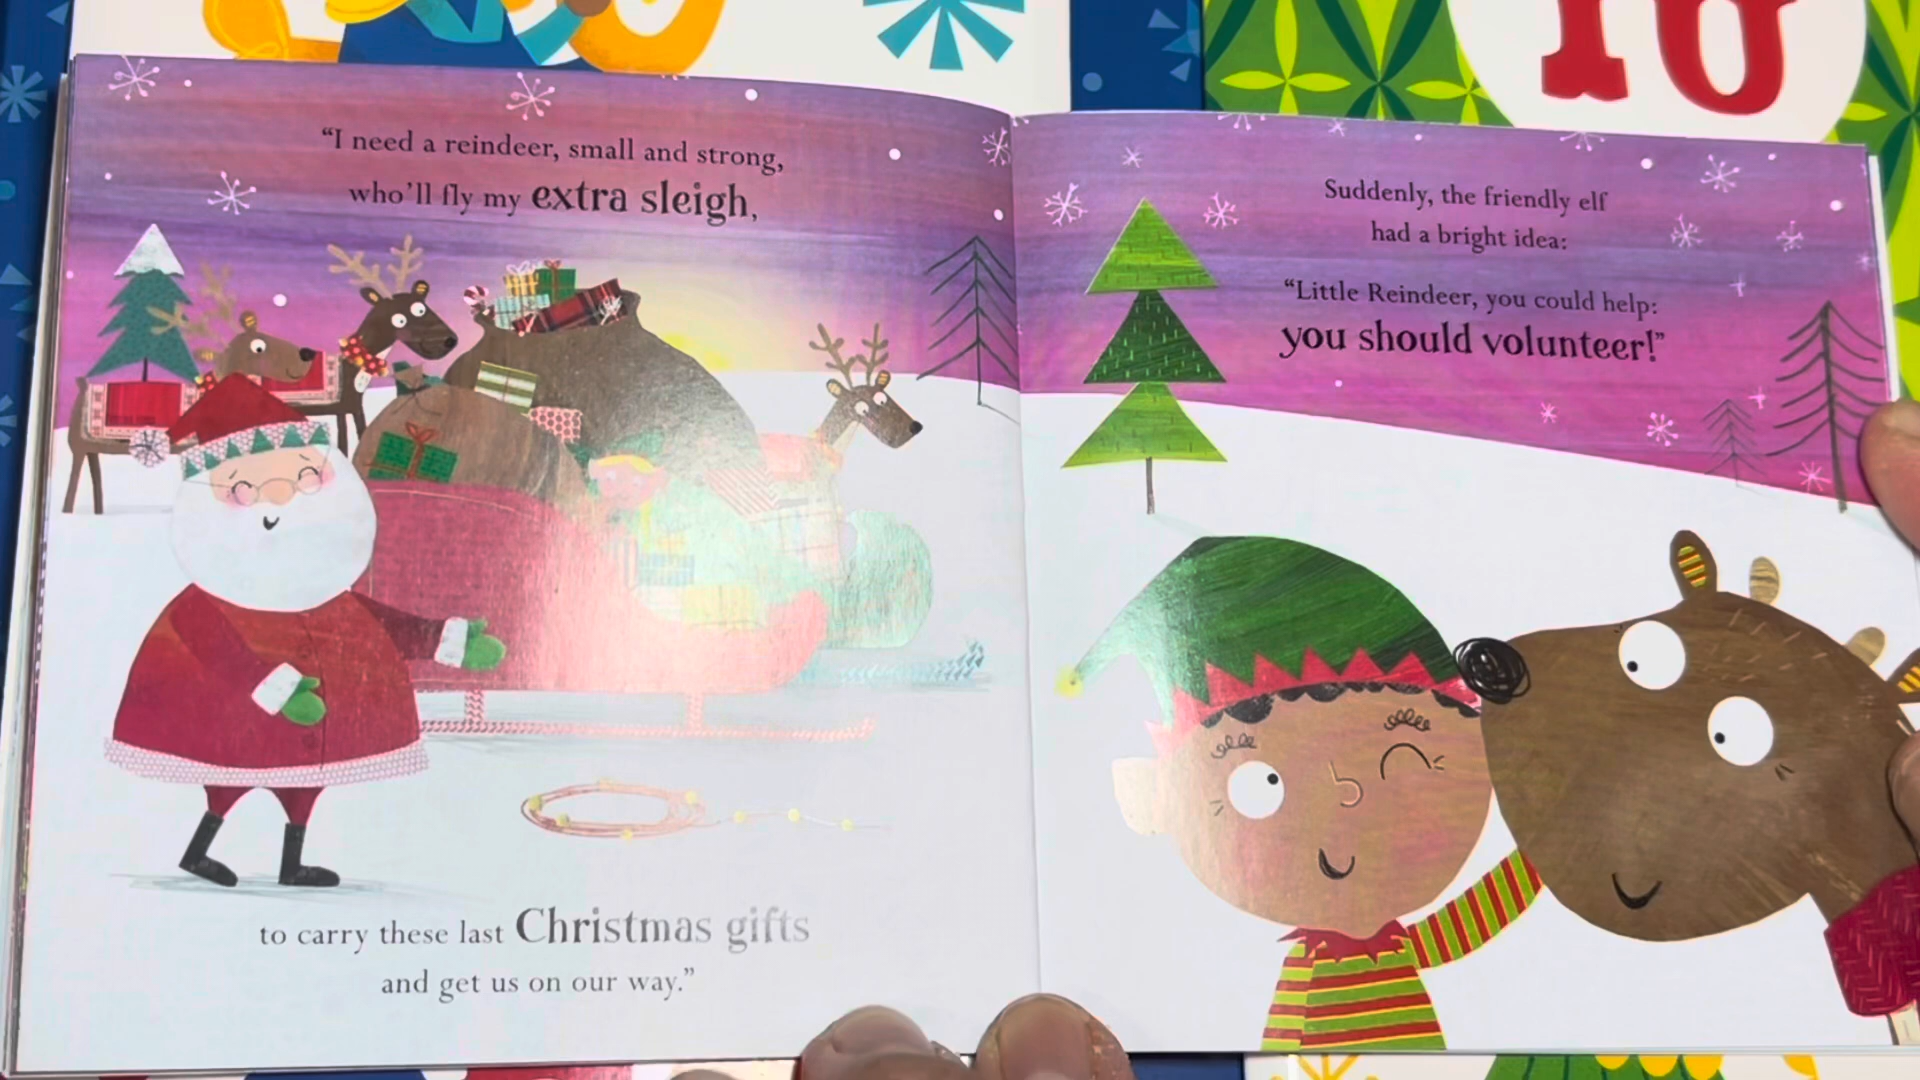 “I need a reindeer, small and strong,
who’ll fly my extra sleigh,
to carry these last Christmas gifts
and get us on our way.”
Suddenly, the friendly elf
had a bright idea:
“Little Reindeer, you could help:
you should volunteer!”